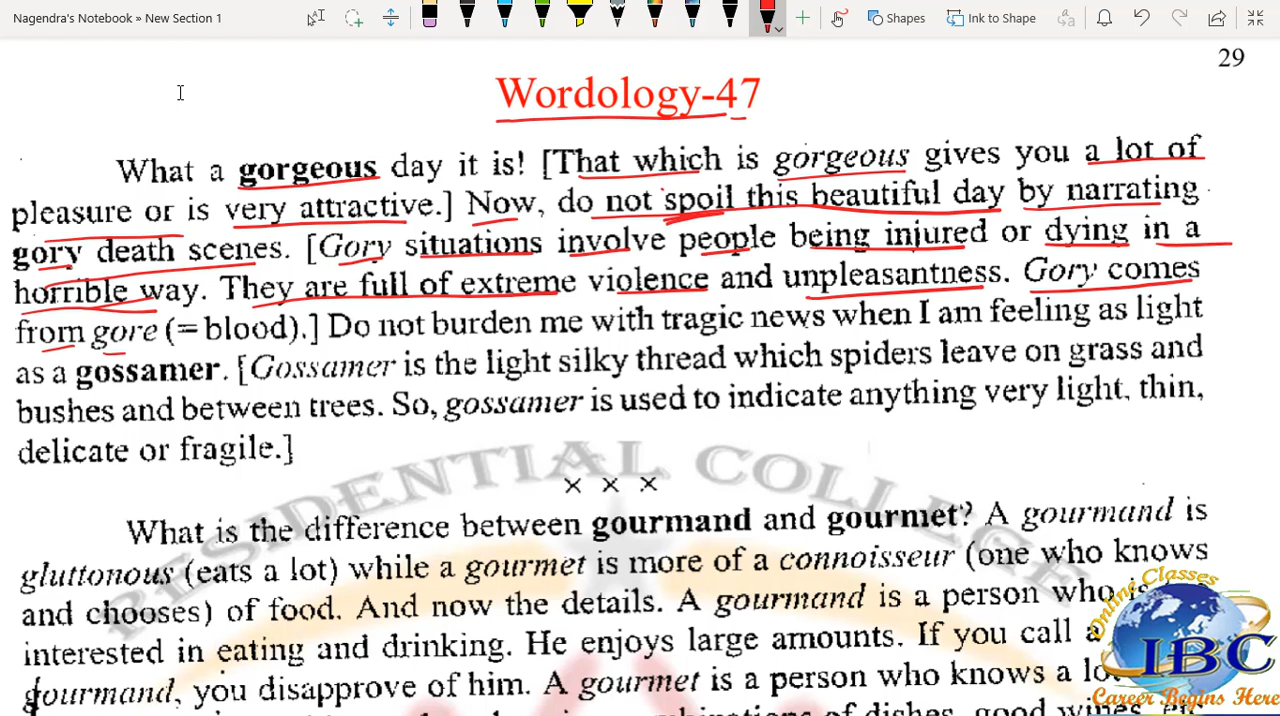 Nagendra's Notebook » New Section 1
Shapes
Ink to Shape
29
Wordology-47
What a gorgeous day it is! [That which is gorgeous gives you a lot of
pleasure or is very attractive.] Now, do not spoil this beautiful day by narrating
gory death scenes. [Gory situations involve people being injured or dying in a
horrible way. They are full of extreme violence and unpleasantness. Gory comes
from gore (=blood).] Do not burden me with tragic news when I am feeling as light
as a gossamer. [Gossamer is the light silky thread which spiders leave on grass and
bushes and between trees. So, gossamer is used to indicate anything very light, thin,
delicate or fragile.]
RESIDENTIAL COLLEGE
× × ×
What is the difference between gourmand and gourmet? A gourmand is
gluttonous (eats a lot) while a gourmet is more of a connoisseur (one who knows
and chooses) of food. And now the details. A gourmand is a person who
interested in eating and drinking. He enjoys large amounts. If you call a
gourmand, you disapprove of him. A gourmet is a person who knows a
of dishes, good wines, etc
Online Classes
IBC
Career Begins Here